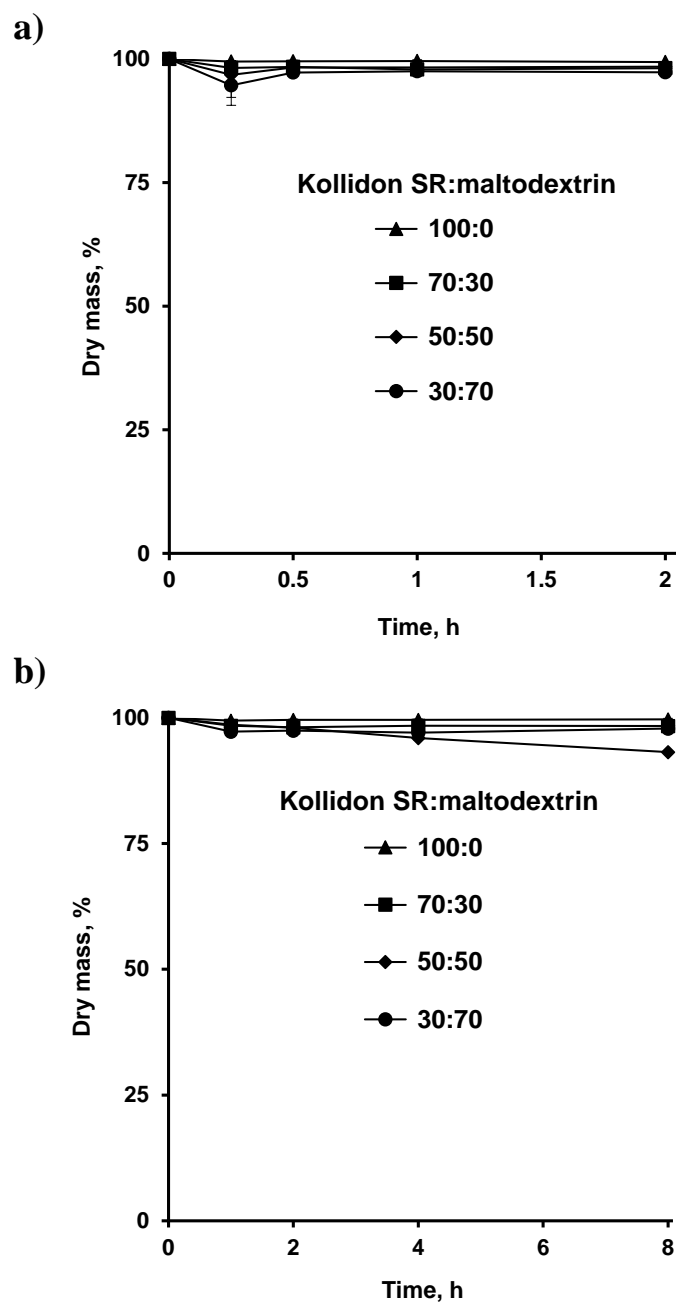 a)
100
75
50
25
0
Dry mass, %
Kollidon SR:maltodextrin
100:0
70:30
50:50
30:70
0 0.5 1 1.5 2
Time, h
b)
100
75
50
25
0
Dry mass, %
Kollidon SR:maltodextrin
100:0
70:30
50:50
30:70
0 2 4 6 8
Time, h